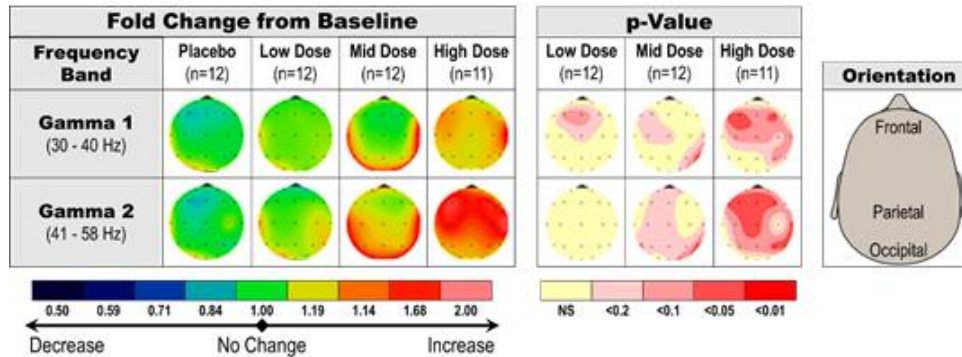 Fold Change from Baseline
Frequency Band
Placebo (n=12)
Low Dose (n=12)
Mid Dose (n=12)
High Dose (n=11)
Gamma 1
(30 - 40 Hz)
Gamma 2
(41 - 58 Hz)
0.50 0.59 0.71 0.84 1.00 1.19 1.14 1.68 2.00
Decrease No Change Increase
p-Value
Low Dose (n=12)
Mid Dose (n=12)
High Dose (n=11)
NS <0.2 <0.1 <0.05 <0.01
Orientation
Frontal
Parietal
Occipital